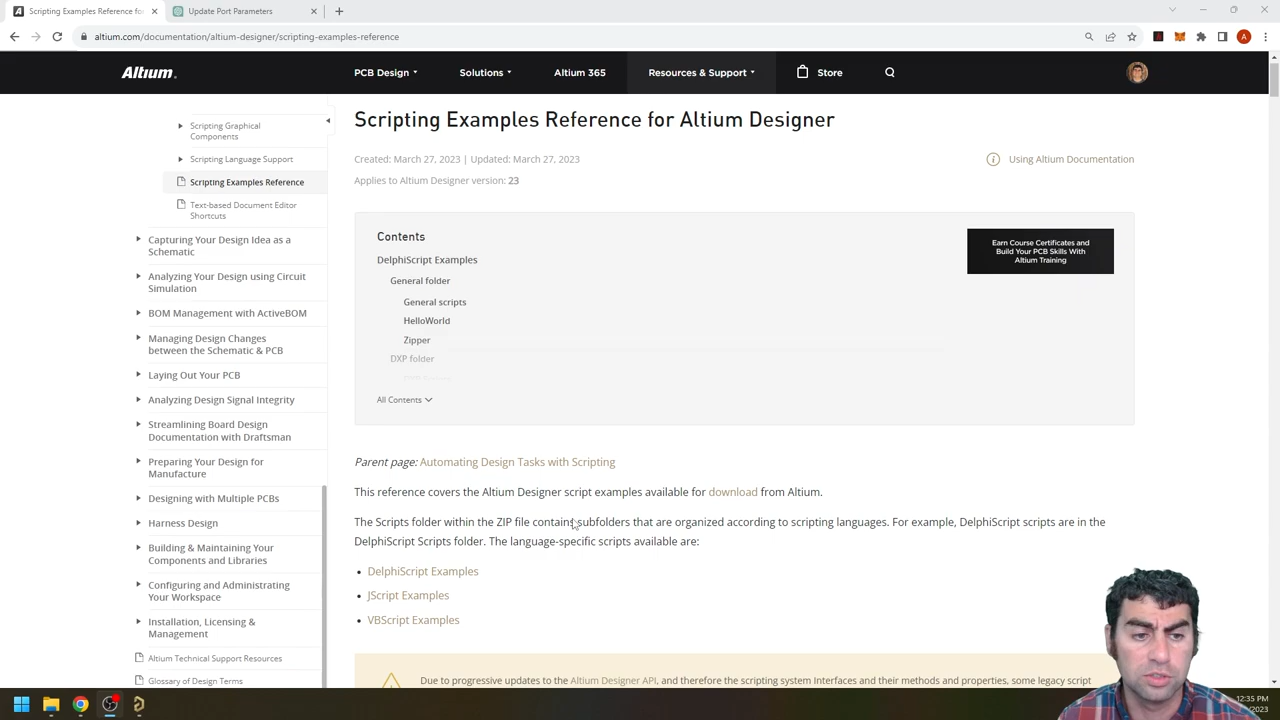 Scripting Examples Reference for
Update Port Parameters
altium.com/documentation/altium-designer/scripting-examples-reference
A
Altium
PCB Design
Solutions
Altium 365
Resources & Support
Store
Scripting Graphical
Components
Scripting Language Support
Scripting Examples Reference
Text-based Document Editor
Shortcuts
Capturing Your Design Idea as a
Schematic
Analyzing Your Design using Circuit
Simulation
BOM Management with ActiveBOM
Managing Design Changes
between the Schematic & PCB
Laying Out Your PCB
Analyzing Design Signal Integrity
Streamlining Board Design
Documentation with Draftsman
Preparing Your Design for
Manufacture
Designing with Multiple PCBs
Harness Design
Building & Maintaining Your
Components and Libraries
Configuring and Administrating
Your Workspace
Installation, Licensing &
Management
Altium Technical Support Resources
Glossary of Design Terms
Scripting Examples Reference for Altium Designer
Created: March 27, 2023 | Updated: March 27, 2023
Using Altium Documentation
Applies to Altium Designer version: 23
Contents
DelphiScript Examples
General folder
General scripts
HelloWorld
Zipper
DXP folder
All Contents
Earn Course Certificates and
Build Your PCB Skills With
Altium Training
Parent page: Automating Design Tasks with Scripting
This reference covers the Altium Designer script examples available for download from Altium.
The Scripts folder within the ZIP file contains subfolders that are organized according to scripting languages. For example, DelphiScript scripts are in the
DelphiScript Scripts folder. The language-specific scripts available are:
• DelphiScript Examples
• JScript Examples
• VBScript Examples
Due to progressive updates to the Altium Designer API, and therefore the scripting system Interfaces and their methods and properties, some legacy script
12:35 PM
/2023